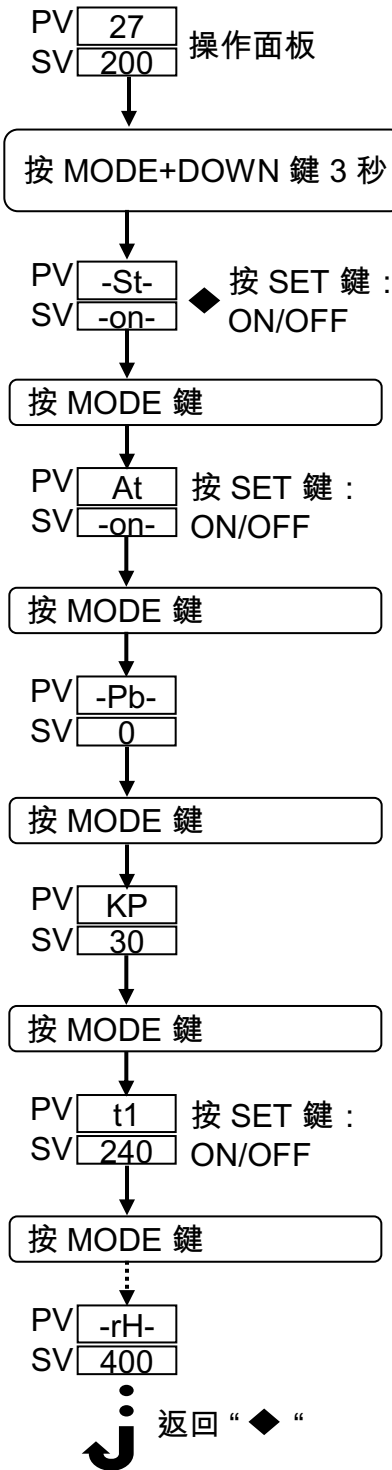 PV 27 操作面板
SV 200
按 MODE+DOWN 鍵 3 秒
PV -St- 按 SET 鍵：
SV -on- ◆ ON/OFF
按 MODE 鍵
PV At 按 SET 鍵：
SV -on- ON/OFF
按 MODE 鍵
PV -Pb-
SV 0
按 MODE 鍵
PV KP
SV 30
按 MODE 鍵
PV t1 按 SET 鍵：
SV 240 ON/OFF
按 MODE 鍵
PV -rH-
SV 400
返回 “ ◆ “